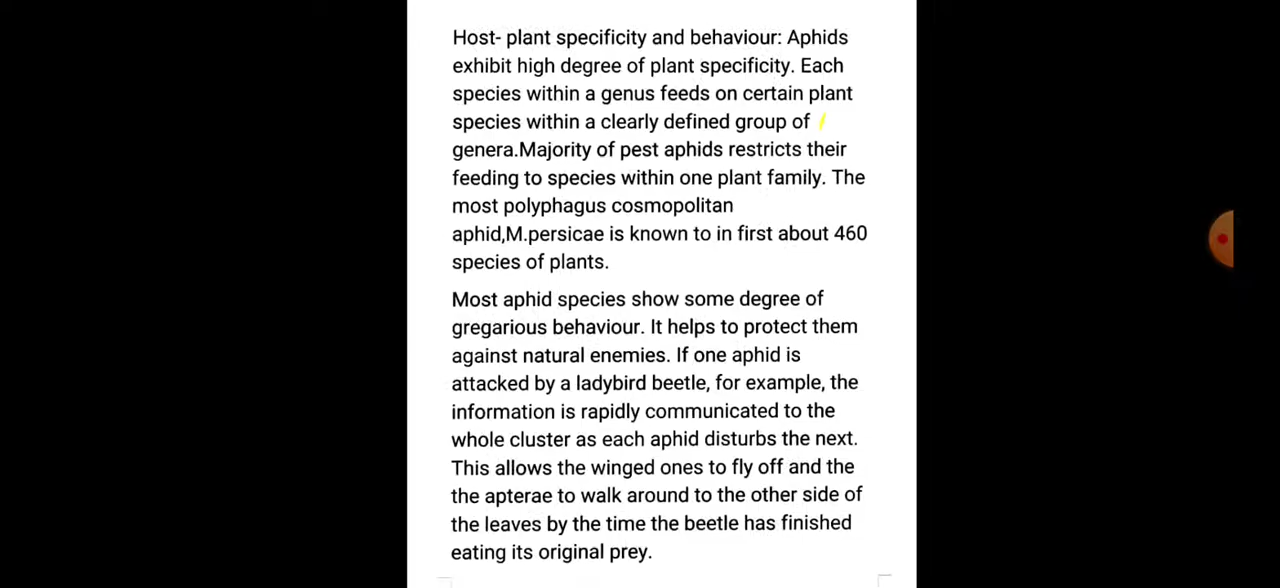 Host- plant specificity and behaviour: Aphids
exhibit high degree of plant specificity. Each
species within a genus feeds on certain plant
species within a clearly defined group of
genera.Majority of pest aphids restricts their
feeding to species within one plant family. The
most polyphagus cosmopolitan
aphid,M.persicae is known to in first about 460
species of plants.
Most aphid species show some degree of
gregarious behaviour. It helps to protect them
against natural enemies. If one aphid is
attacked by a ladybird beetle, for example, the
information is rapidly communicated to the
whole cluster as each aphid disturbs the next.
This allows the winged ones to fly off and the
the apterae to walk around to the other side of
the leaves by the time the beetle has finished
eating its original prey.